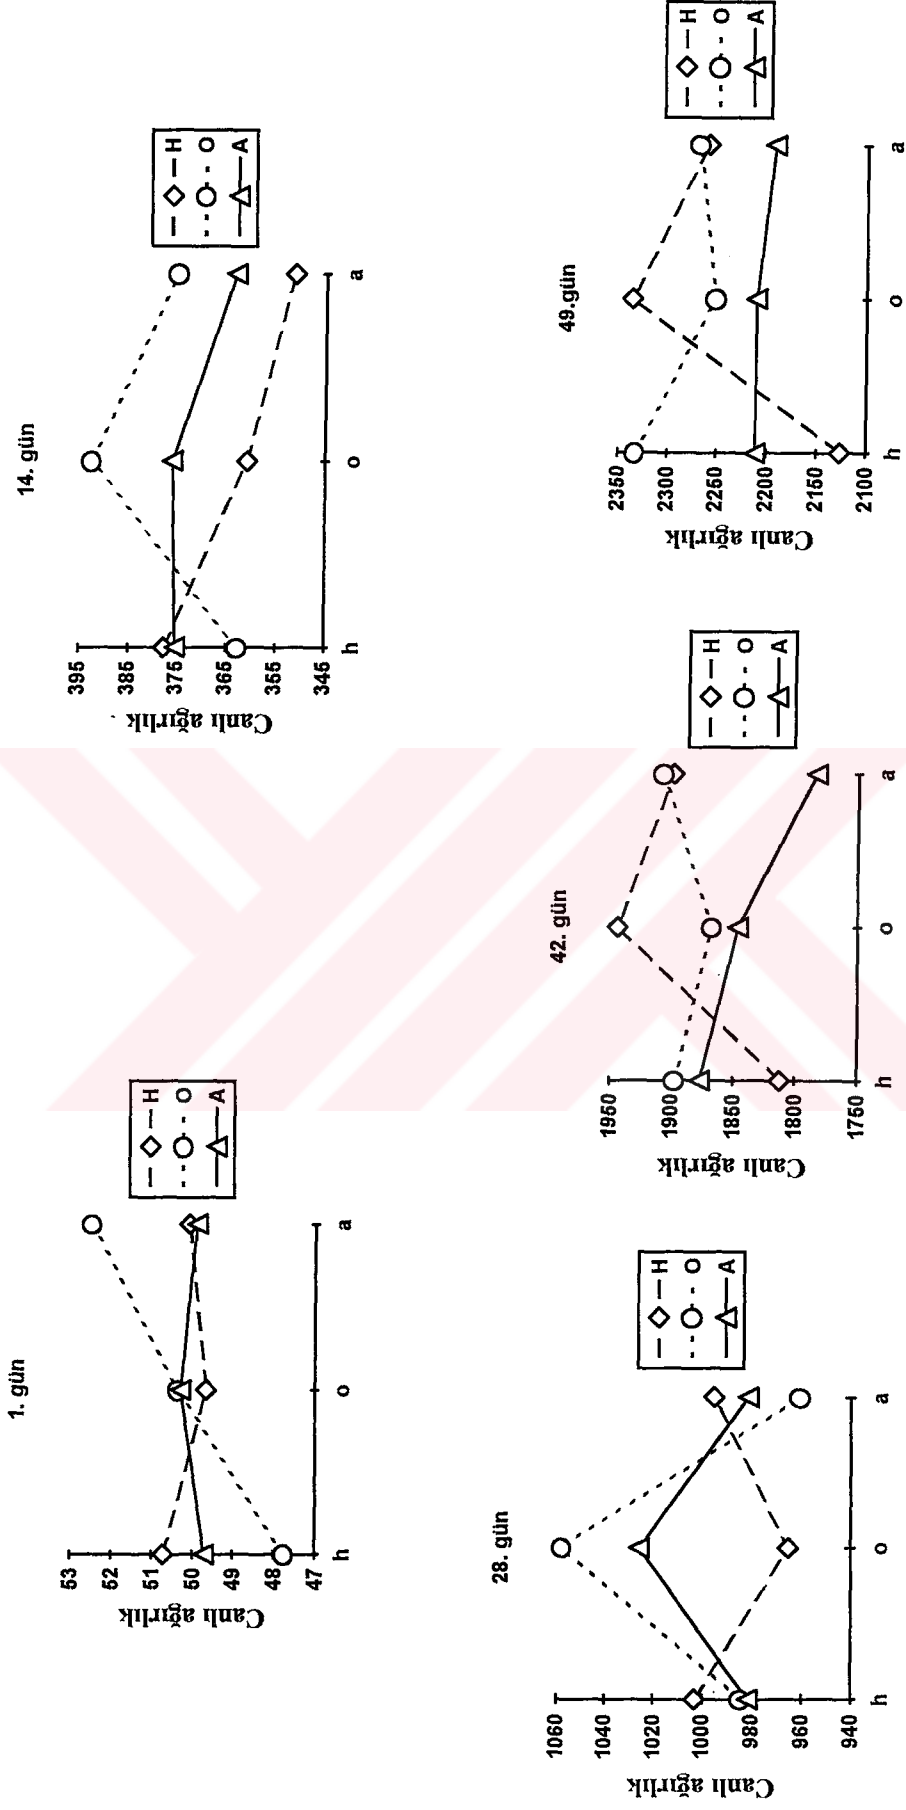 1. gün
Canlı ağırlık
53
52
51
50
49
48
47
h o a
H
O
A
14. gün
Canlı ağırlık
395
385
375
365
355
345
h o a
H
O
A
28. gün
Canlı ağırlık
1060
1040
1020
1000
980
960
940
h o a
H
O
A
42. gün
Canlı ağırlık
1950
1900
1850
1800
1750
h o a
H
O
A
49.gün
Canlı ağırlık
2350
2300
2250
2200
2150
2100
h o a
H
O
A